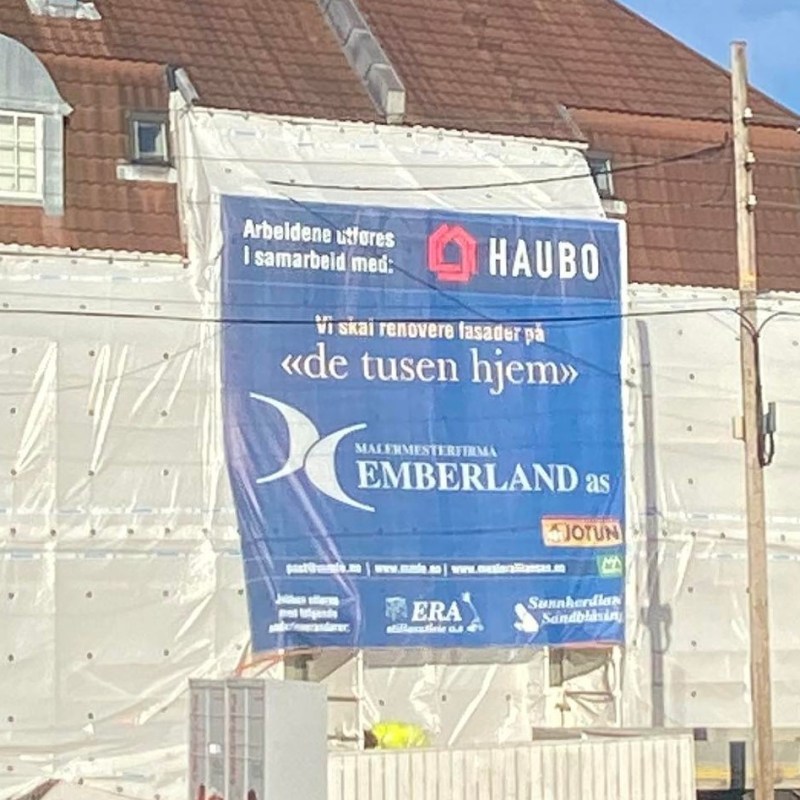 Arbeidene utføres
i samarbeid med:
HAUBO
Vi skal renovere fasader på
«de tusen hjem»
MALERMESTERFIRMA
EMBERLAND as
JOTUN
ERA
Sunnhordland
Sandblåsing